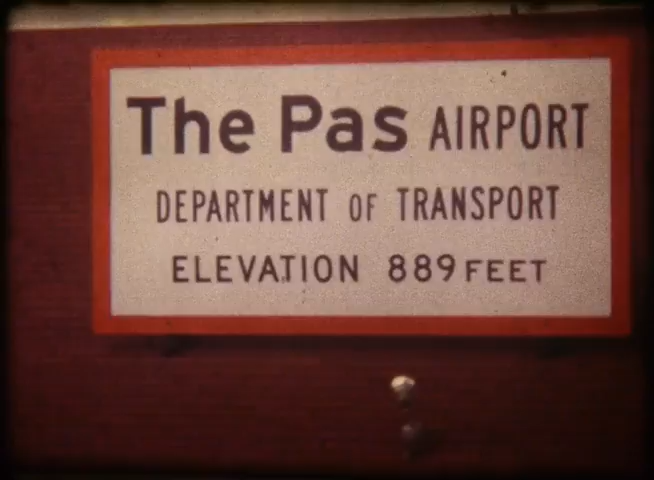 The Pas AIRPORT
DEPARTMENT OF TRANSPORT
ELEVATION 889 FEET